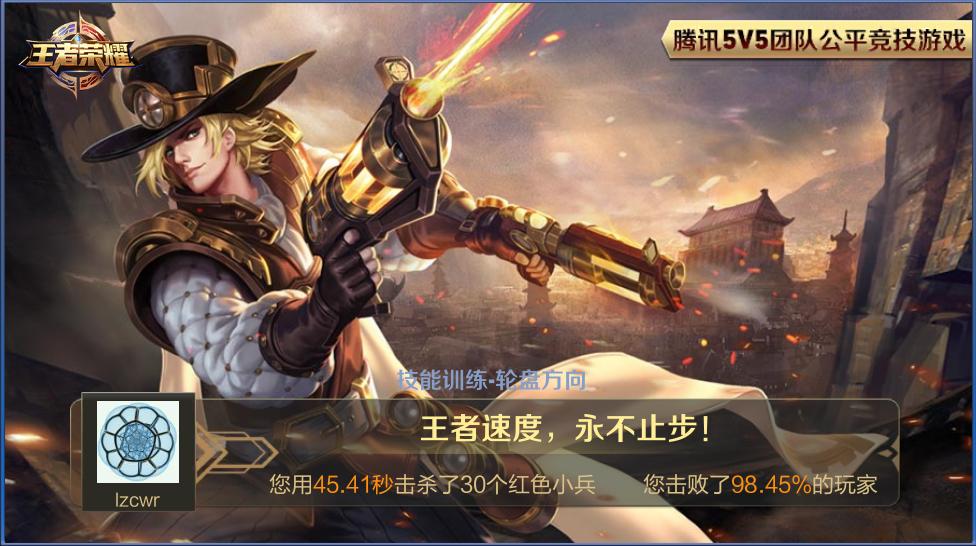 王者荣耀
腾讯5V5团队公平竞技游戏
技能训练-轮盘方向
王者速度，永不止步！
您用45.41秒击杀了30个红色小兵 您击败了98.45%的玩家
lzcwr